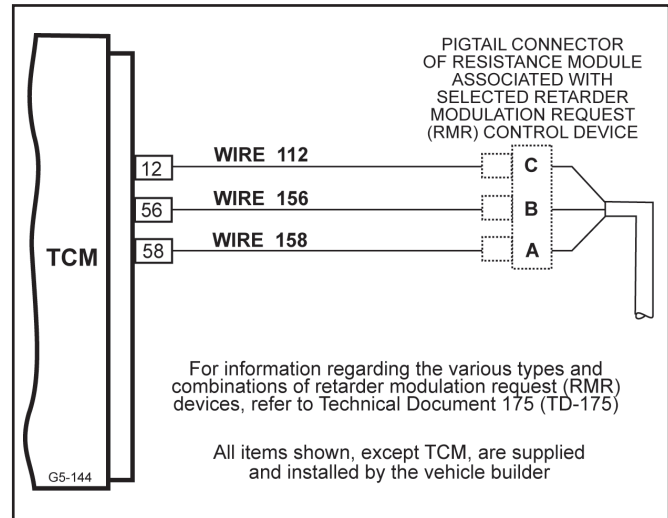 PIGTAIL CONNECTOR
OF RESISTANCE MODULE
ASSOCIATED WITH
SELECTED RETARDER
MODULATION REQUEST
(RMR) CONTROL DEVICE
12
WIRE 112
C
56
WIRE 156
B
58
WIRE 158
A
TCM
For information regarding the various types and
combinations of retarder modulation request (RMR)
devices, refer to Technical Document 175 (TD-175)
All items shown, except TCM, are supplied
and installed by the vehicle builder
G5-144